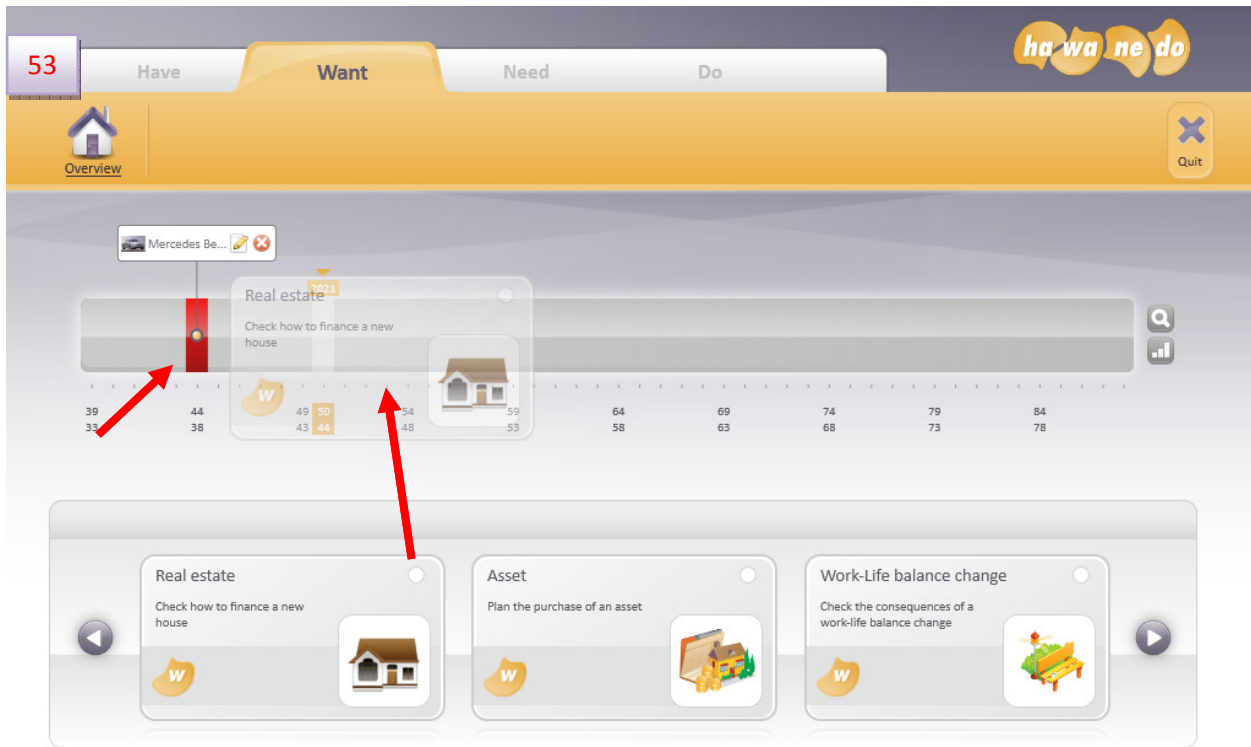 53
Have
Want
Need
Do
ha wa ne do
Overview
Quit
Mercedes Be...
2021
Real estate
Check how to finance a new
house
w
39 44 49 50 54 59 64 69 74 79 84
33 38 43 44 48 53 58 63 68 73 78
Real estate
Check how to finance a new
house
w
Asset
Plan the purchase of an asset
w
Work-Life balance change
Check the consequences of a
work-life balance change
w